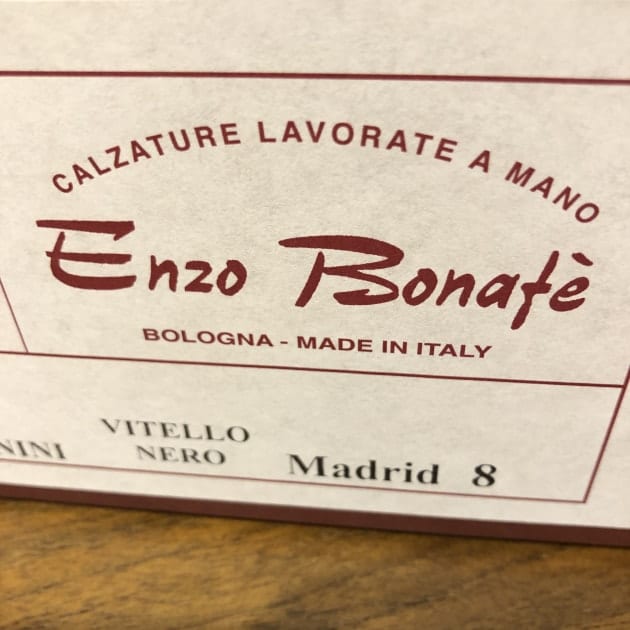 CALZATURE LAVORATE A MANO
Enzo Bonafè
BOLOGNA - MADE IN ITALY
VITELLO
NERO
Madrid 8